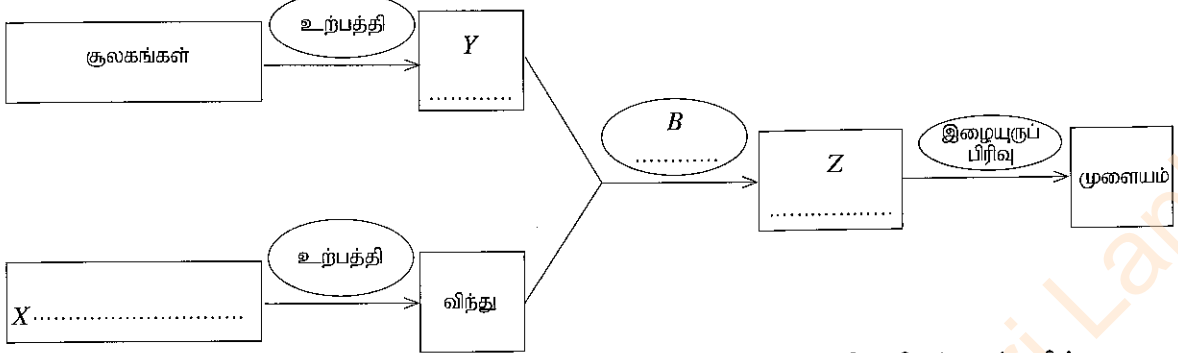 உற்பத்தி
சூலகங்கள்
Y
............
B
............
Z
..................
இழையுருப்
பிரிவு
முளையம்
உற்பத்தி
X..............................
விந்து